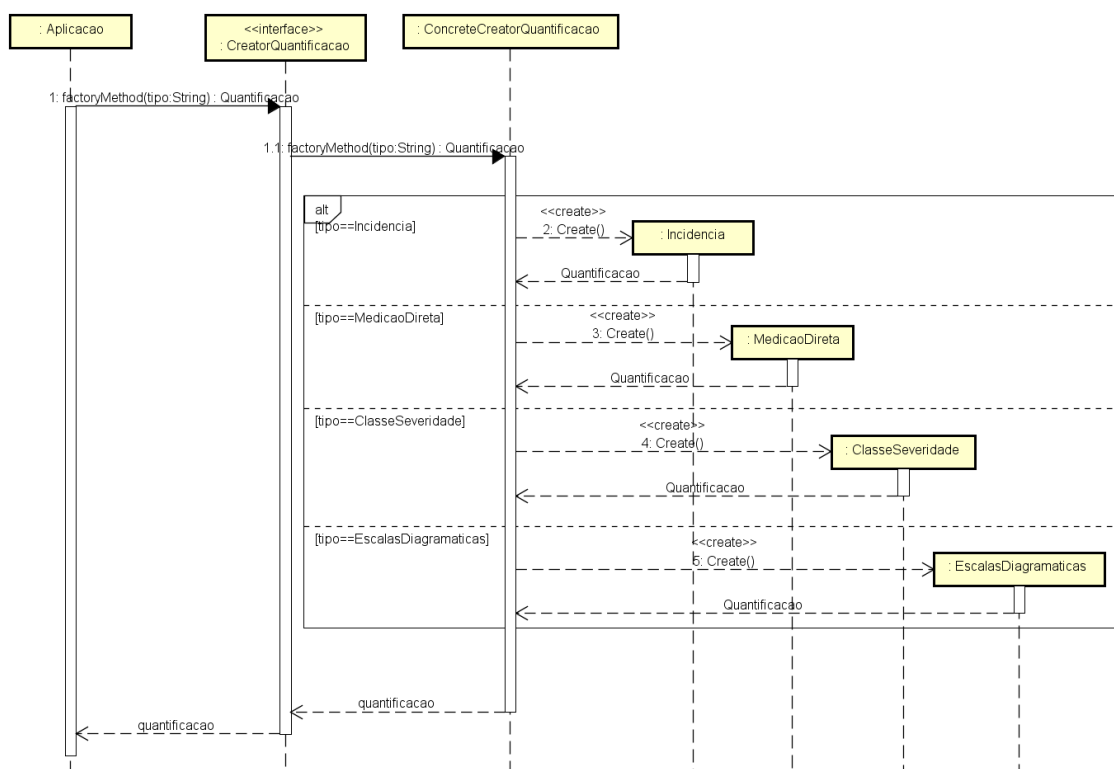 : Aplicacao
<<interface>>
: CreatorQuantificacao
: ConcreteCreatorQuantificacao
1: factoryMethod(tipo:String) : Quantificacao
1.1: factoryMethod(tipo:String) : Quantificacao
alt
[tipo==Incidencia]
<<create>>
2: Create()
: Incidencia
Quantificacao
[tipo==MedicaoDireta]
<<create>>
3: Create()
: MedicaoDireta
Quantificacao
[tipo==ClasseSeveridade]
<<create>>
4: Create()
: ClasseSeveridade
Quantificacao
[tipo==EscalasDiagramaticas]
<<create>>
5: Create()
: EscalasDiagramaticas
Quantificacao
quantificacao
quantificacao